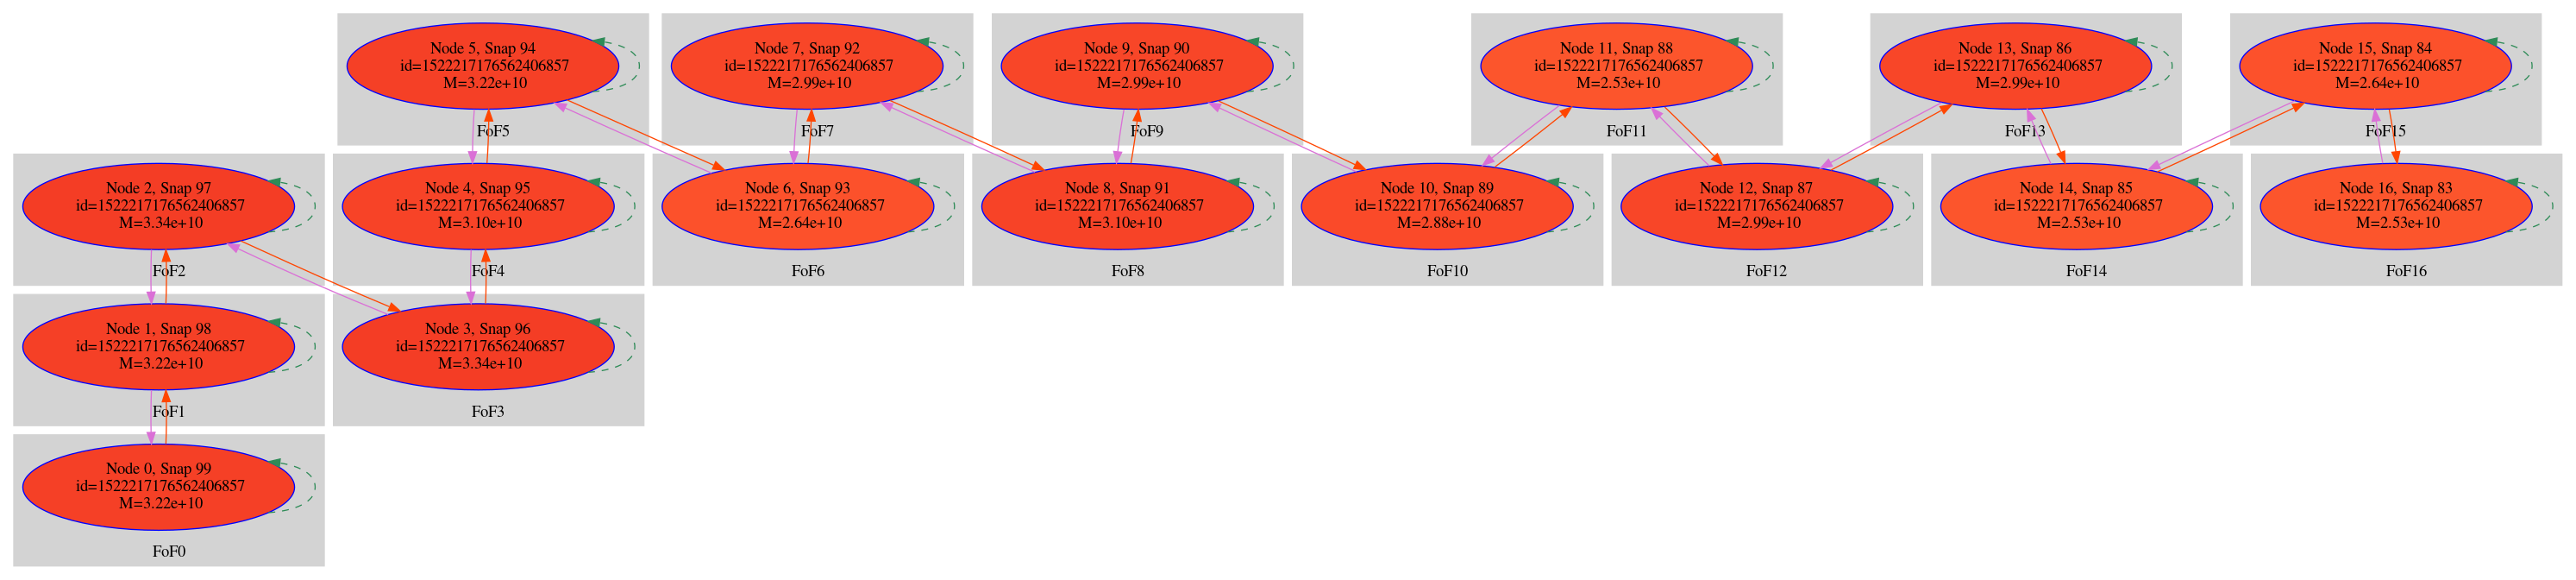 Node 5, Snap 94
id=1522217176562406857
M=3.22e+10
FoF5
Node 7, Snap 92
id=1522217176562406857
M=2.99e+10
FoF7
Node 9, Snap 90
id=1522217176562406857
M=2.99e+10
FoF9
Node 11, Snap 88
id=1522217176562406857
M=2.53e+10
FoF11
Node 13, Snap 86
id=1522217176562406857
M=2.99e+10
FoF13
Node 15, Snap 84
id=1522217176562406857
M=2.64e+10
FoF15
Node 2, Snap 97
id=1522217176562406857
M=3.34e+10
FoF2
Node 4, Snap 95
id=1522217176562406857
M=3.10e+10
FoF4
Node 6, Snap 93
id=1522217176562406857
M=2.64e+10
FoF6
Node 8, Snap 91
id=1522217176562406857
M=3.10e+10
FoF8
Node 10, Snap 89
id=1522217176562406857
M=2.88e+10
FoF10
Node 12, Snap 87
id=1522217176562406857
M=2.99e+10
FoF12
Node 14, Snap 85
id=1522217176562406857
M=2.53e+10
FoF14
Node 16, Snap 83
id=1522217176562406857
M=2.53e+10
FoF16
Node 1, Snap 98
id=1522217176562406857
M=3.22e+10
FoF1
Node 3, Snap 96
id=1522217176562406857
M=3.34e+10
FoF3
Node 0, Snap 99
id=1522217176562406857
M=3.22e+10
FoF0